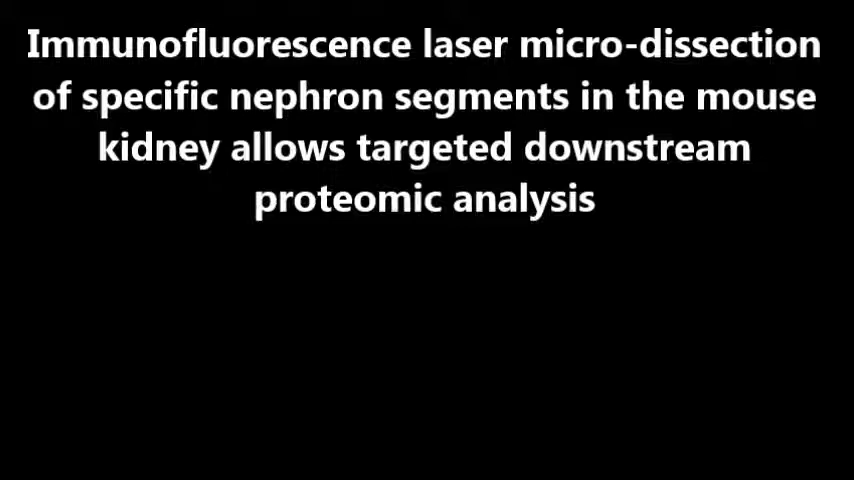 Immunofluorescence laser micro-dissection
of specific nephron segments in the mouse
kidney allows targeted downstream
proteomic analysis